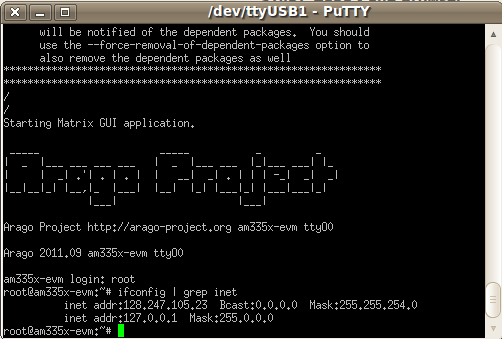 /dev/ttyUSB1 - PuTTY
will be notified of the dependent packages.  You should
use the --force-removal-of-dependent-packages option to
also remove the dependent packages as well
***************************************************************
***************************************************************
/
/
Starting Matrix GUI application.
Arago Project
Arago Project http://arago-project.org am335x-evm ttyO0
Arago 2011.09 am335x-evm ttyO0
am335x-evm login: root
root@am335x-evm:~# ifconfig | grep inet
inet addr:128.247.105.23  Bcast:0.0.0.0  Mask:255.255.254.0
inet addr:127.0.0.1  Mask:255.0.0.0
root@am335x-evm:~#